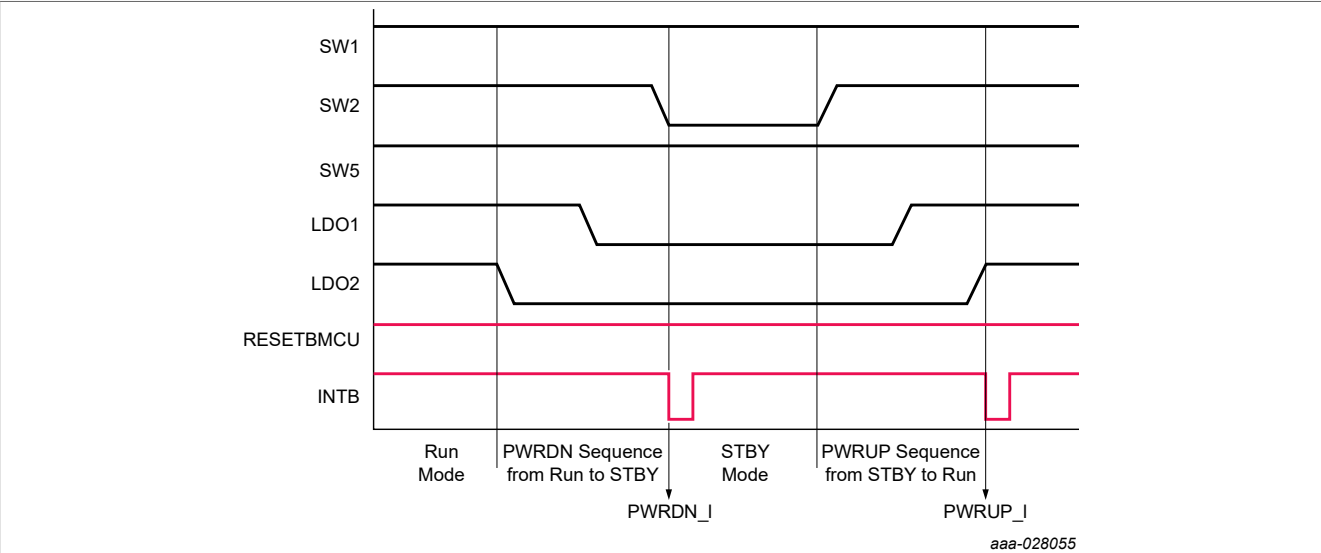 SW1
SW2
SW5
LDO1
LDO2
RESETBMCU
INTB
Run
Mode
PWRDN Sequence
from Run to STBY
STBY
Mode
PWRUP Sequence
from STBY to Run
PWRDN_I
PWRUP_I
aaa-028055